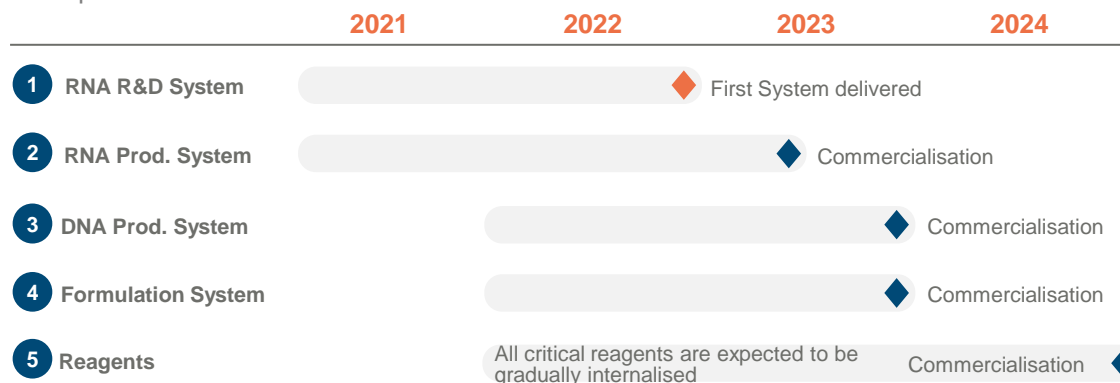 2021 2022 2023 2024
1 RNA R&D System First System delivered
2 RNA Prod. System Commercialisation
3 DNA Prod. System Commercialisation
4 Formulation System Commercialisation
5 Reagents All critical reagents are expected to be Commercialisation
gradually internalised